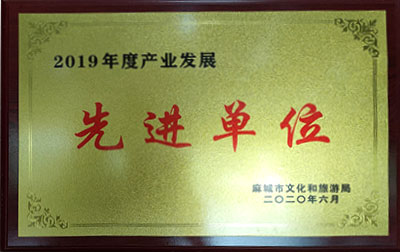 2019年度产业发展
先进单位
麻城市文化和旅游局
二〇二〇年六月